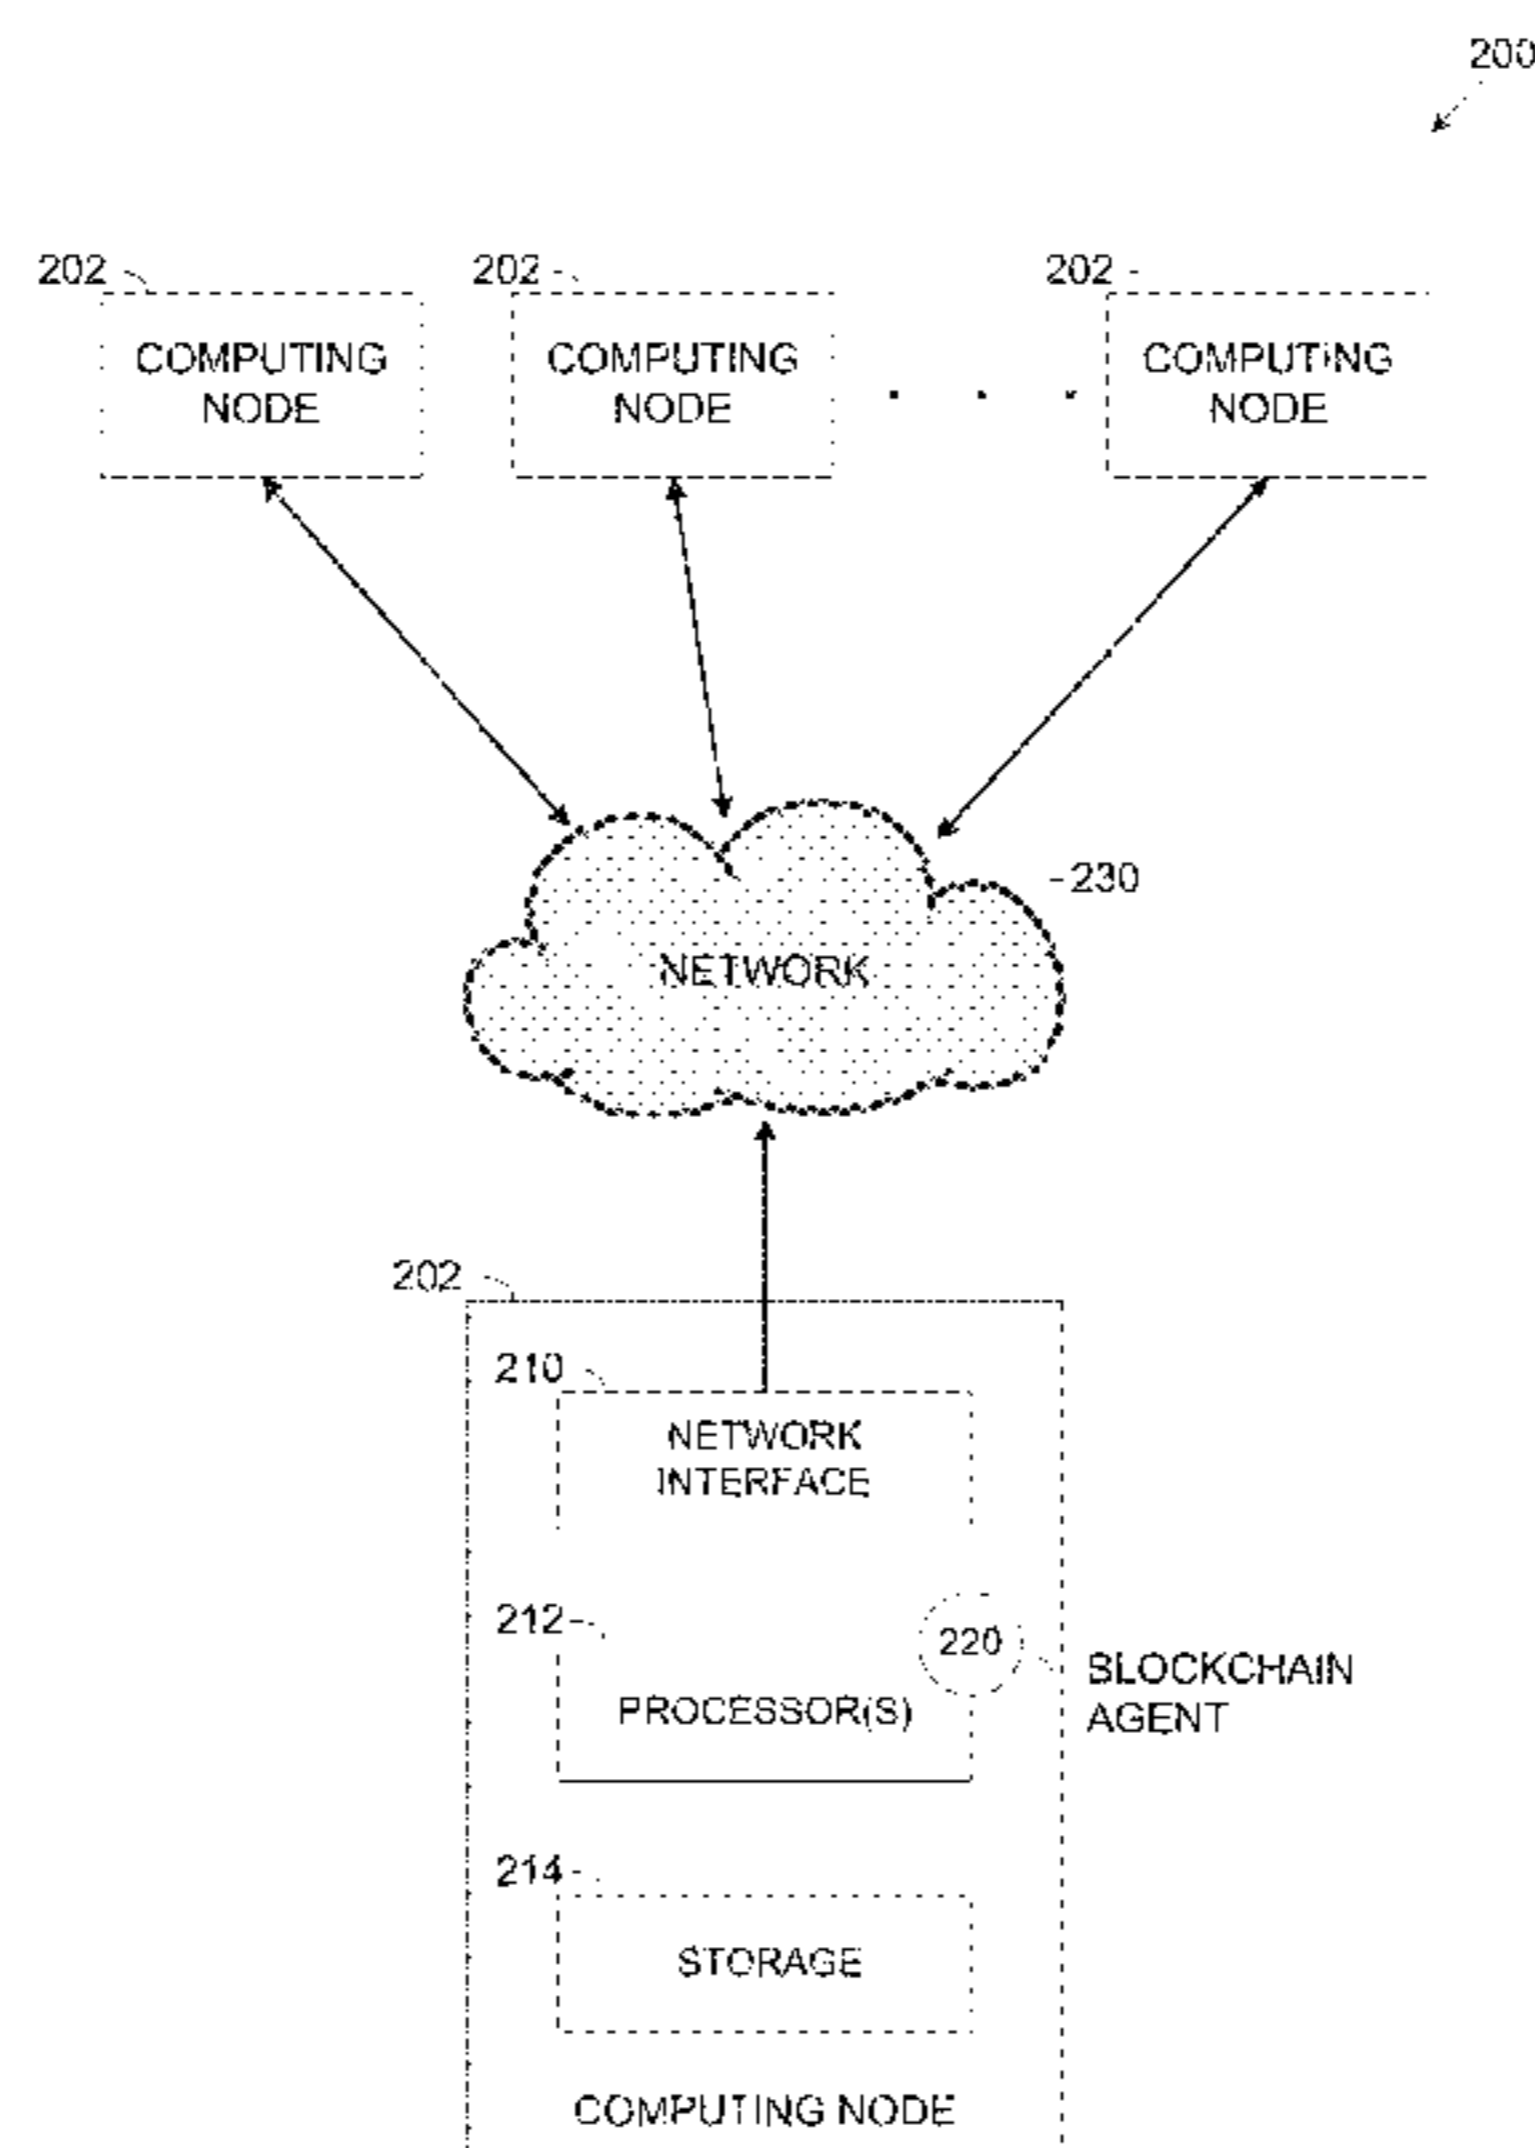 200
202
202
202
COMPUTING
NODE
COMPUTING
NODE
COMPUTING
NODE
230
NETWORK
202
210
NETWORK
INTERFACE
212
220
BLOCKCHAIN
AGENT
PROCESSOR(S)
214
STORAGE
COMPUTING NODE